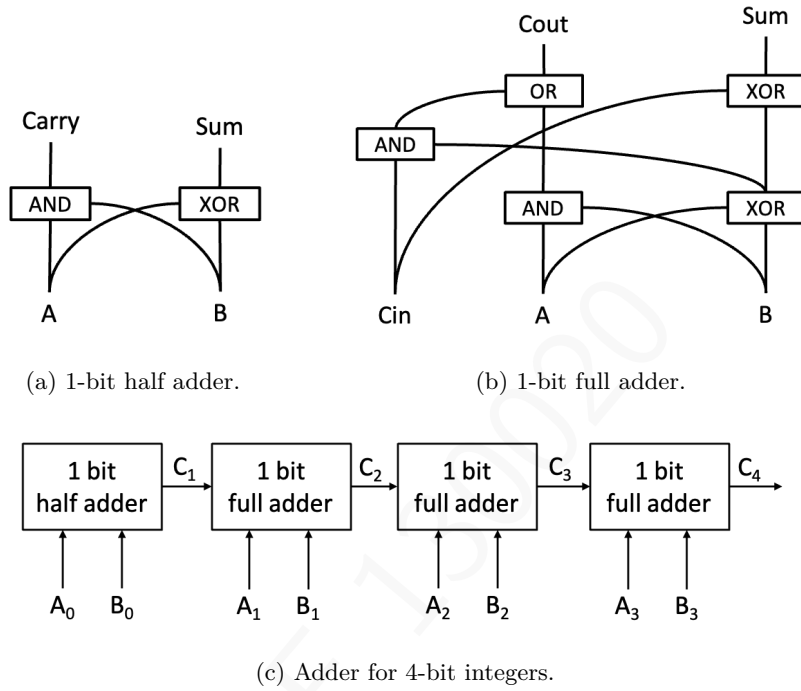 Cout
Sum
OR
XOR
Carry
Sum
AND
AND
XOR
AND
XOR
A
B
Cin
A
B
(a) 1-bit half adder.
(b) 1-bit full adder.
1 bit
half adder
C₁
1 bit
full adder
C₂
1 bit
full adder
C₃
1 bit
full adder
C₄
A₀
B₀
A₁
B₁
A₂
B₂
A₃
B₃
(c) Adder for 4-bit integers.